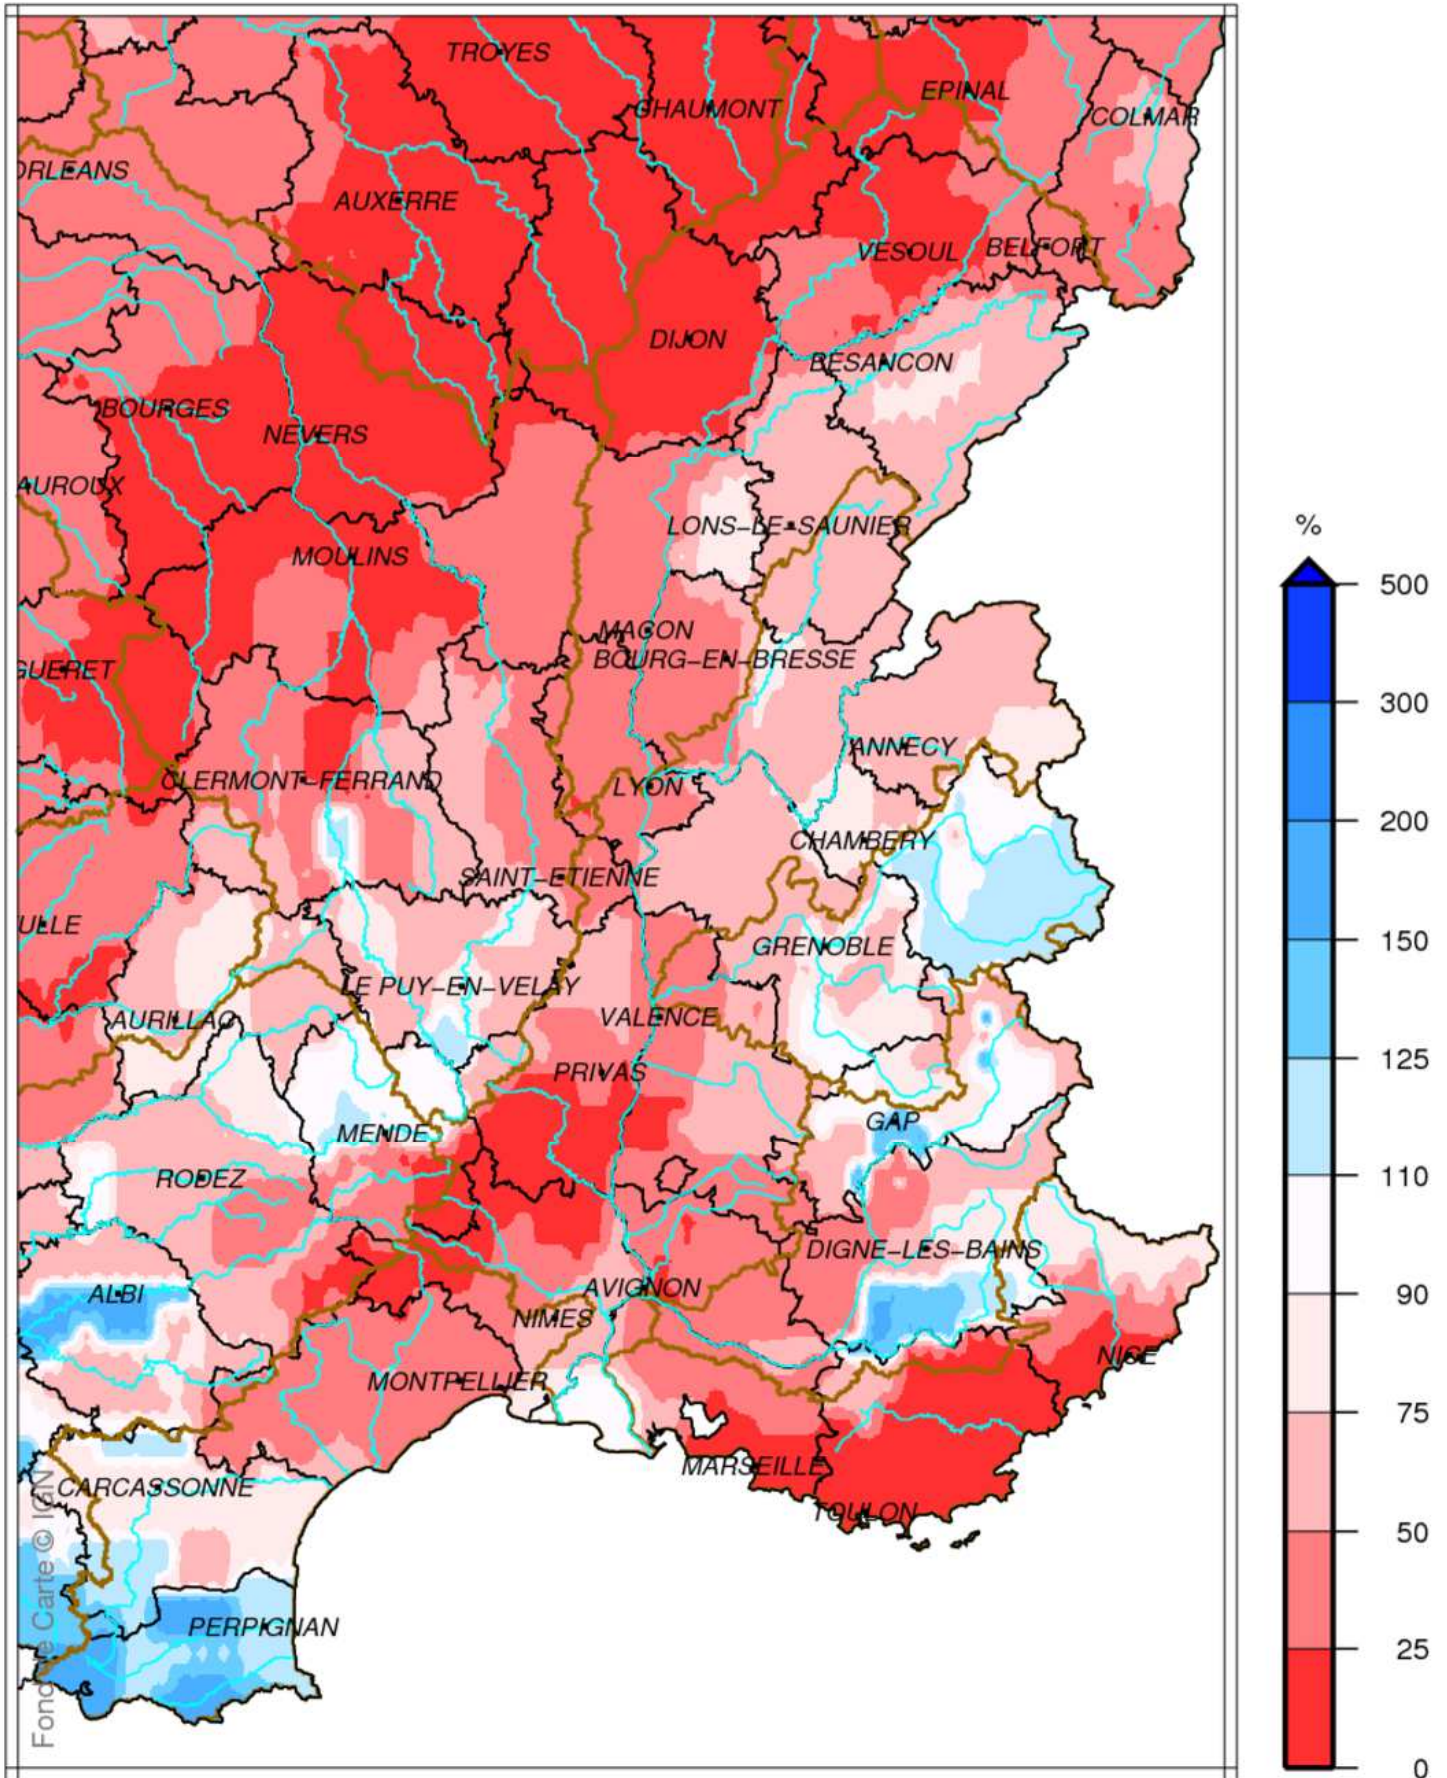 TROYES
EPINAL
CHAUMONT
COLMAR
ORLEANS
AUXERRE
VESOUL
BELFORT
DIJON
BESANCON
BOURGES
NEVERS
AUROUX
LONS-LE-SAUNIER
%
MOULINS
500
MACON
BOURG-EN-BRESSE
GUERET
300
ANNECY
CLERMONT-FERRAND
LYON
200
CHAMBERY
SAINT-ETIENNE
ULLE
GRENOBLE
150
LE PUY-EN-VELAY
AURILLAC
VALENCE
125
PRIVAS
GAP
MENDE
110
RODEZ
DIGNE-LES-BAINS
AVIGNON
90
ALBI
NIMES
NICE
MONTPELLIER
75
MARSEILLE
CARCASSONNE
TOULON
50
PERPIGNAN
25
0
Fond de Carte © IGN